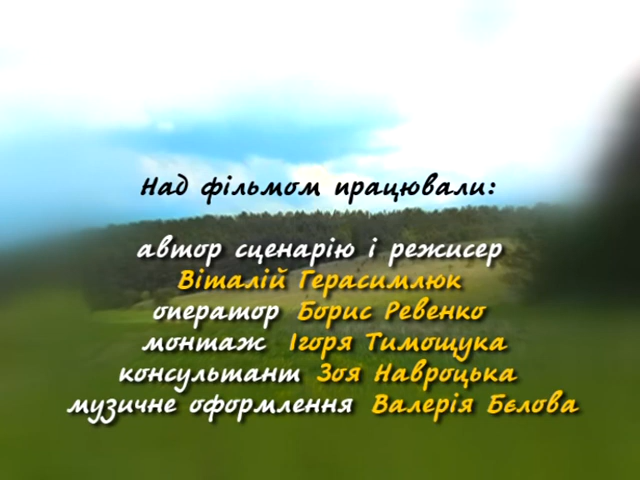 Над фільмом працювали:
автор сценарію і режисер
Віталій Герасимлюк
оператор Борис Ревенко
монтаж Ігоря Тимощука
консультант Зоя Навроцька
музичне оформлення Валерія Бєлова